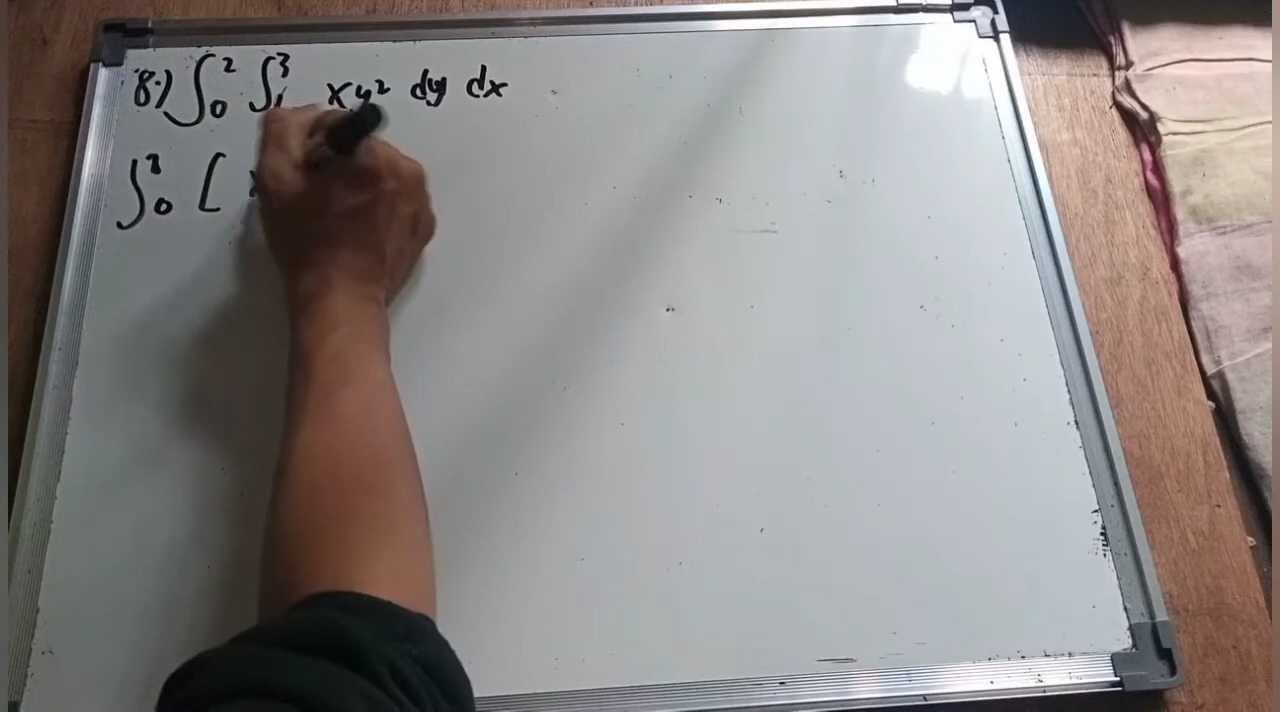 8.) ∫₀² ∫₁³ xy² dy dx
∫₀² [ x